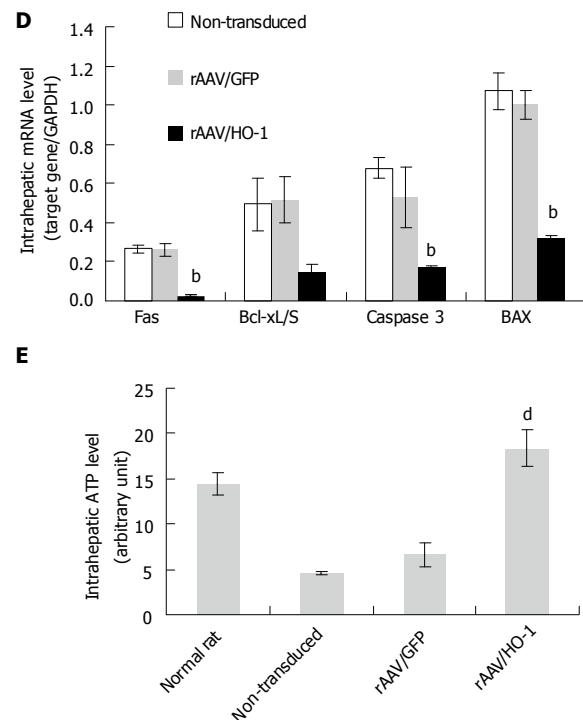 D
Non-transduced
rAAV/GFP
rAAV/HO-1
Intrahepatic mRNA level
(target gene/GAPDH)
1.4
1.2
1.0
0.8
0.6
0.4
0.2
0.0
b
b
b
Fas
Bcl-xL/S
Caspase 3
BAX
E
Intrahepatic ATP level
(arbitrary unit)
25
20
15
10
5
0
d
Normal rat
Non-transduced
rAAV/GFP
rAAV/HO-1